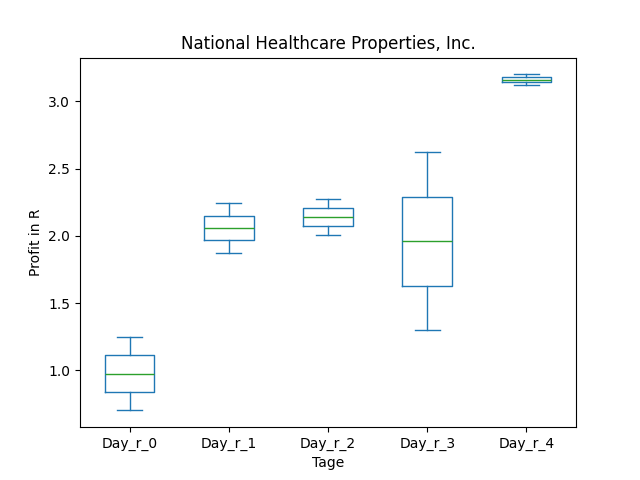 National Healthcare Properties, Inc.
3.0
2.5
2.0
1.5
1.0
Profit in R
Day_r_0 Day_r_1 Day_r_2 Day_r_3 Day_r_4
Tage